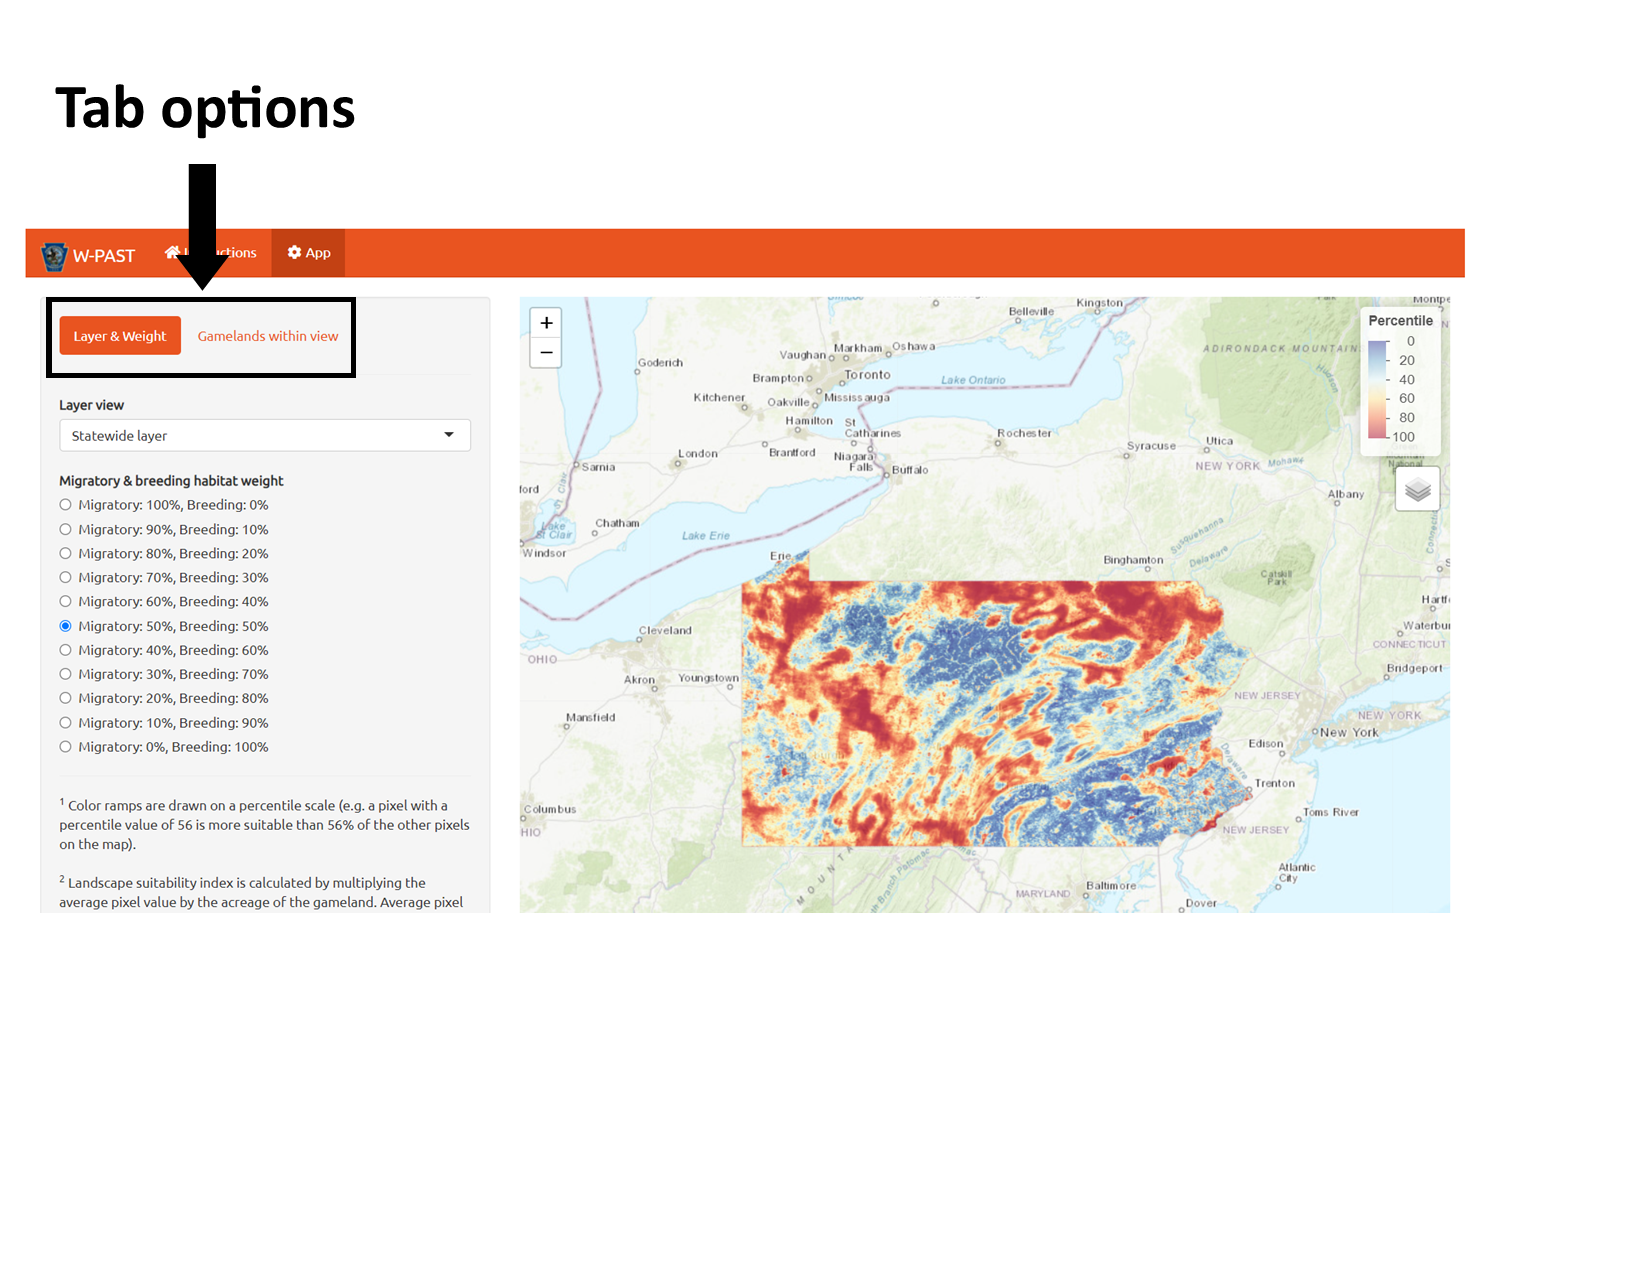 Tab options
W-PAST
App
Layer & Weight
Gamelands within view
Layer view
Statewide layer
Migratory & breeding habitat weight
Migratory: 100%, Breeding: 0%
Migratory: 90%, Breeding: 10%
Migratory: 80%, Breeding: 20%
Migratory: 70%, Breeding: 30%
Migratory: 60%, Breeding: 40%
Migratory: 50%, Breeding: 50%
Migratory: 40%, Breeding: 60%
Migratory: 30%, Breeding: 70%
Migratory: 20%, Breeding: 80%
Migratory: 10%, Breeding: 90%
Migratory: 0%, Breeding: 100%
1 Color ramps are drawn on a percentile scale (e.g. a pixel with a
percentile value of 56 is more suitable than 56% of the other pixels
on the map).
2 Landscape suitability index is calculated by multiplying the
average pixel value by the acreage of the gameland. Average pixel
+
−
Percentile
0
20
40
60
80
100
Kingston
Belleville
ADIRONDACK MOUNTAIN
Goderich
Vaughan
Markham
Oshawa
Brampton
Toronto
Lake Ontario
Kitchener
Oakville
Mississauga
Hamilton
St
Catharines
Rochester
Syracuse
Utica
London
Brantford
Niagara
Falls
Buffalo
NEW YORK
Mohawk
Sarnia
St Clair
Albany
Chatham
Lake
St Clair
Windsor
Lake Erie
Erie
Susquehanna
Delaware
Binghamton
Catskill
Park
Hudson
Cleveland
OHIO
Akron
Youngstown
CONNECTICUT
Bridgeport
NEW JERSEY
Mansfield
NEW YORK
New York
Edison
Delaware
Trenton
Columbus
HIO
Toms River
NEW JERSEY
Atlantic
City
MARYLAND
Baltimore
Dover